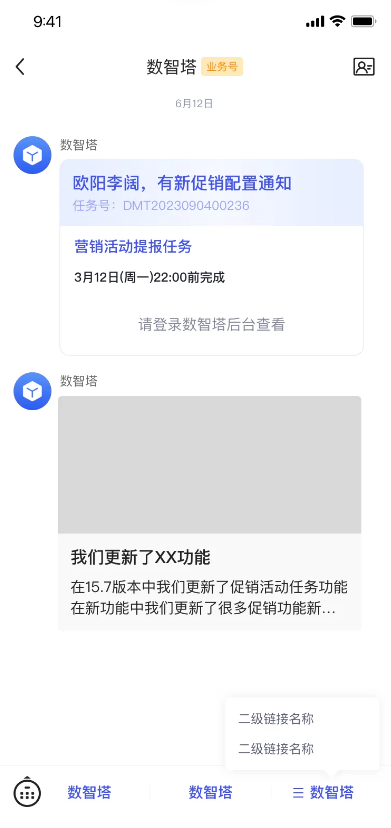 9:41
数智塔 业务号
6月12日
数智塔
欧阳李阔，有新促销配置通知
任务号：DMT2023090400236
营销活动提报任务
3月12日(周一)22:00前完成
请登录数智塔后台查看
数智塔
我们更新了XX功能
在15.7版本中我们更新了促销活动任务功能
在新功能中我们更新了很多促销功能新...
二级链接名称
二级链接名称
数智塔 数智塔 数智塔